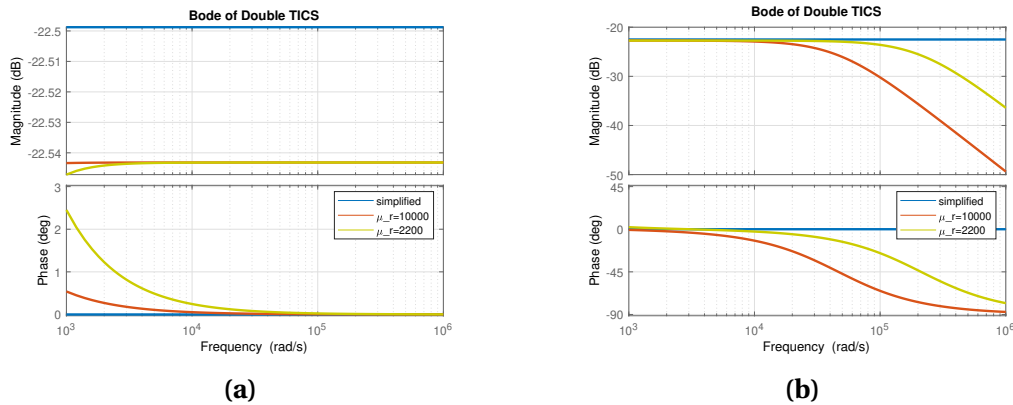 Bode of Double TICS
-22.5
-22.51
-22.52
-22.53
-22.54
Magnitude (dB)
3
2
1
0
Phase (deg)
simplified
μ_r=10000
μ_r=2200
10^3
10^4
10^5
10^6
Frequency (rad/s)
(a)
Bode of Double TICS
-20
-30
-40
-50
Magnitude (dB)
45
0
-45
-90
Phase (deg)
simplified
μ_r=10000
μ_r=2200
10^3
10^4
10^5
10^6
Frequency (rad/s)
(b)